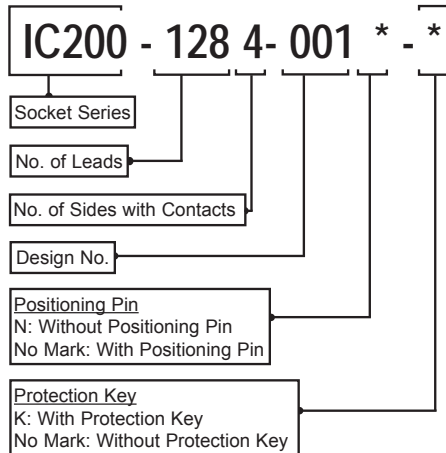 IC200 - 128 4- 001 * - *
Socket Series
No. of Leads
No. of Sides with Contacts
Design No.
Positioning Pin
N: Without Positioning Pin
No Mark: With Positioning Pin
Protection Key
K: With Protection Key
No Mark: Without Protection Key